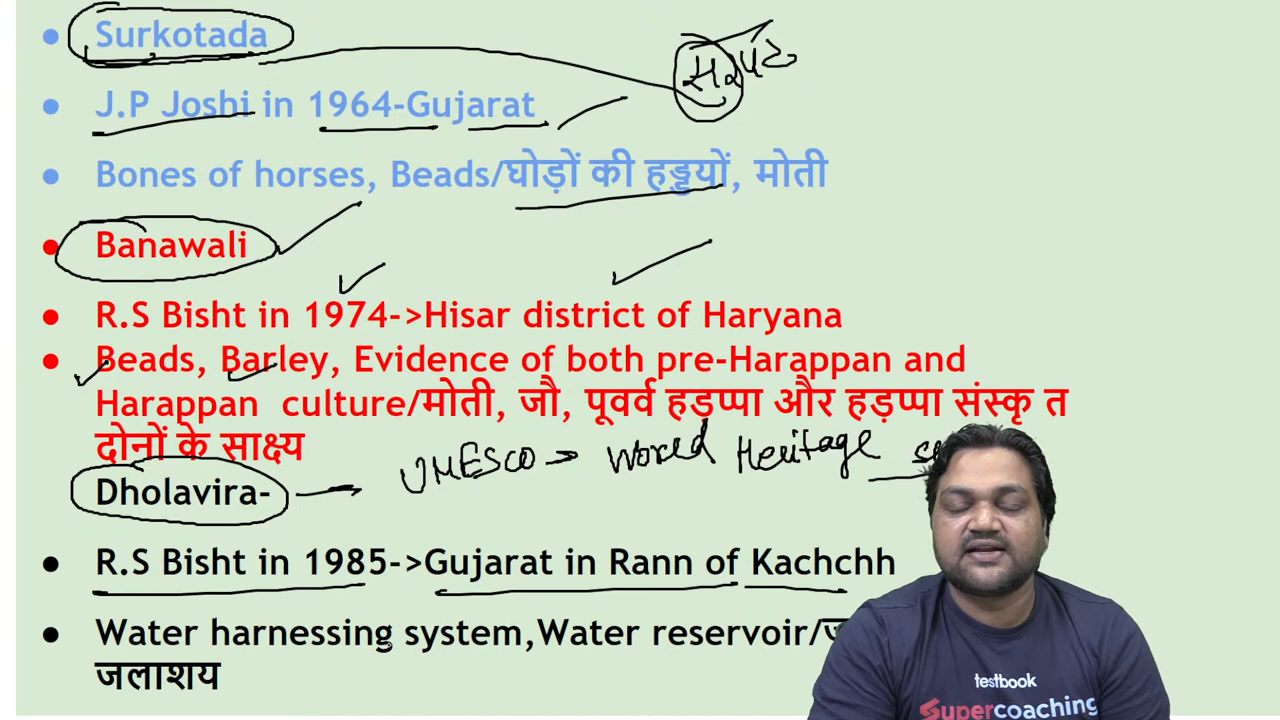 Surkotada
J.P Joshi in 1964-Gujarat
Bones of horses, Beads/घोड़ों की हड्डयों, मोती
Banawali
R.S Bisht in 1974->Hisar district of Haryana
Beads, Barley, Evidence of both pre-Harappan and
Harappan culture/मोती, जौ, पूवर्व हड़प्पा और हड़प्पा संस्कृ त
दोनों के साक्ष्य
UNESCO → World Heritage
Dholavira-
R.S Bisht in 1985->Gujarat in Rann of Kachchh
Water harnessing system,Water reservoir/
जलाशय
testbook
Supercoaching